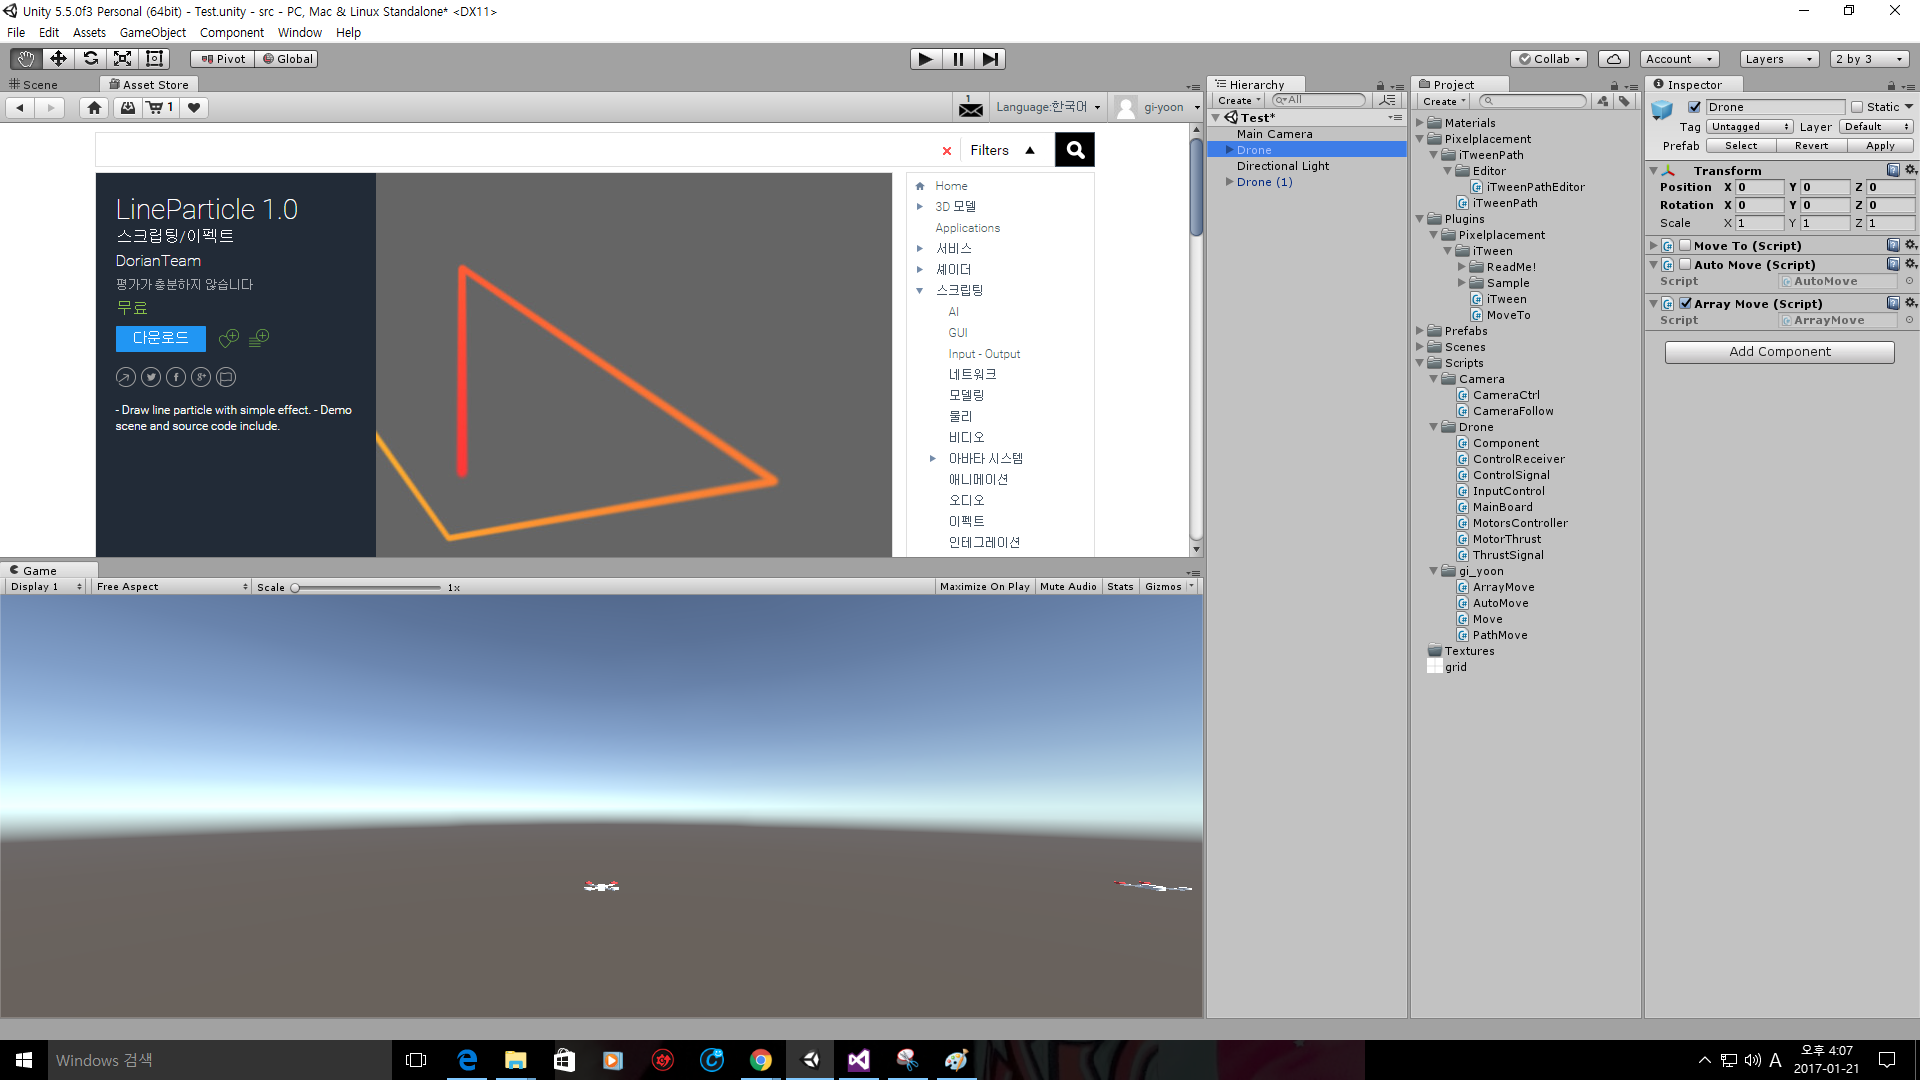 Unity 5.5.0f3 Personal (64bit) - Test.unity - src - PC, Mac & Linux Standalone* <DX11>
File Edit Assets GameObject Component Window Help
Pivot Global
Collab Account Layers 2 by 3
Scene Asset Store
1 Language:한국어 gi-yoon
Filters
LineParticle 1.0
스크립팅/이펙트
DorianTeam
평가가 충분하지 않습니다
무료
다운로드
- Draw line particle with simple effect. - Demo
scene and source code include.
Home
3D 모델
Applications
서비스
셰이더
스크립팅
AI
GUI
Input - Output
네트워크
모델링
물리
비디오
아바타 시스템
애니메이션
오디오
이펙트
인테그레이션
Game
Display 1 Free Aspect Scale 1x Maximize On Play Mute Audio Stats Gizmos
Hierarchy
Create All
Test*
Main Camera
Drone
Directional Light
Drone (1)
Project
Create
Materials
Pixelplacement
iTweenPath
Editor
iTweenPathEditor
iTweenPath
Plugins
Pixelplacement
iTween
ReadMe!
Sample
iTween
MoveTo
Prefabs
Scenes
Scripts
Camera
CameraCtrl
CameraFollow
Drone
Component
ControlReceiver
ControlSignal
InputControl
MainBoard
MotorsController
MotorThrust
ThrustSignal
gi_yoon
ArrayMove
AutoMove
Move
PathMove
Textures
grid
Inspector
Drone Static
Tag Untagged Layer Default
Prefab Select Revert Apply
Transform
Position X 0 Y 0 Z 0
Rotation X 0 Y 0 Z 0
Scale X 1 Y 1 Z 1
Move To (Script)
Auto Move (Script)
Script AutoMove
Array Move (Script)
Script ArrayMove
Add Component
Windows 검색
A
오후 4:07
2017-01-21